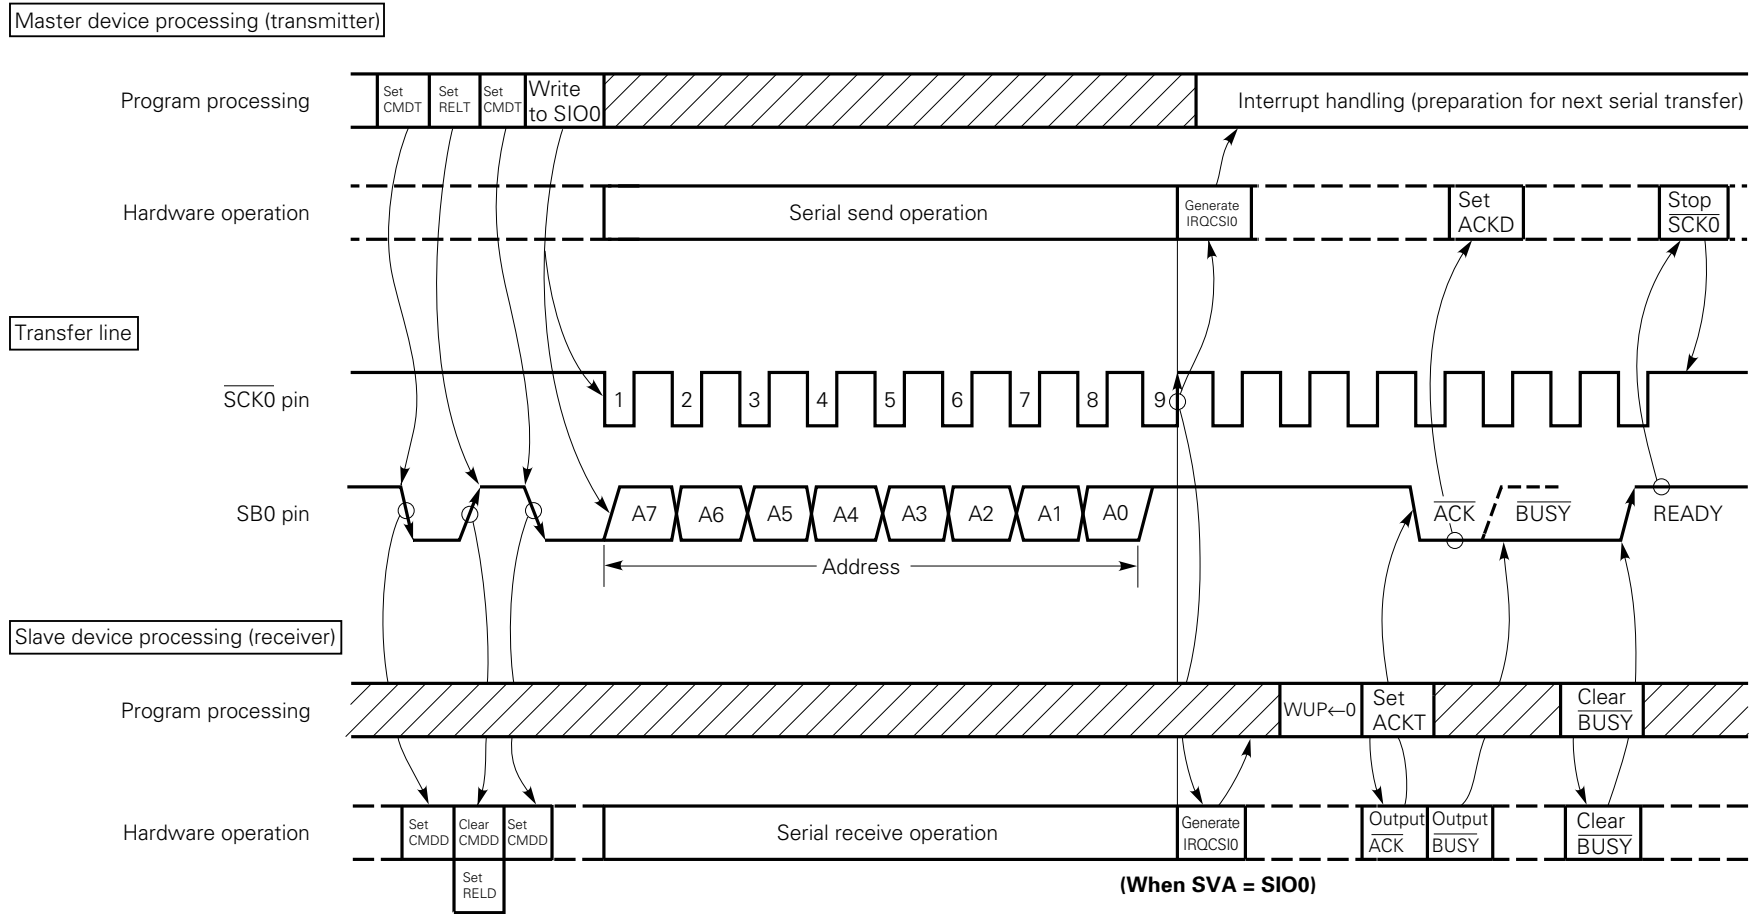 Master device processing (transmitter)
Program processing
Set
CMDT
Set
RELT
Set
CMDT
Write
to SIO0
Interrupt handling (preparation for next serial transfer)
Hardware operation
Serial send operation
Generate
IRQCSI0
Set
ACKD
Stop
SCK0
Transfer line
SCK0 pin
1 2 3 4 5 6 7 8 9
SB0 pin
A7 A6 A5 A4 A3 A2 A1 A0
ACK
BUSY
READY
Address
Slave device processing (receiver)
Program processing
WUP←0
Set
ACKT
Clear
BUSY
Hardware operation
Set
CMDD
Clear
CMDD
Set
CMDD
Set
RELD
Serial receive operation
Generate
IRQCSI0
Output
ACK
Output
BUSY
Clear
BUSY
(When SVA = SIO0)